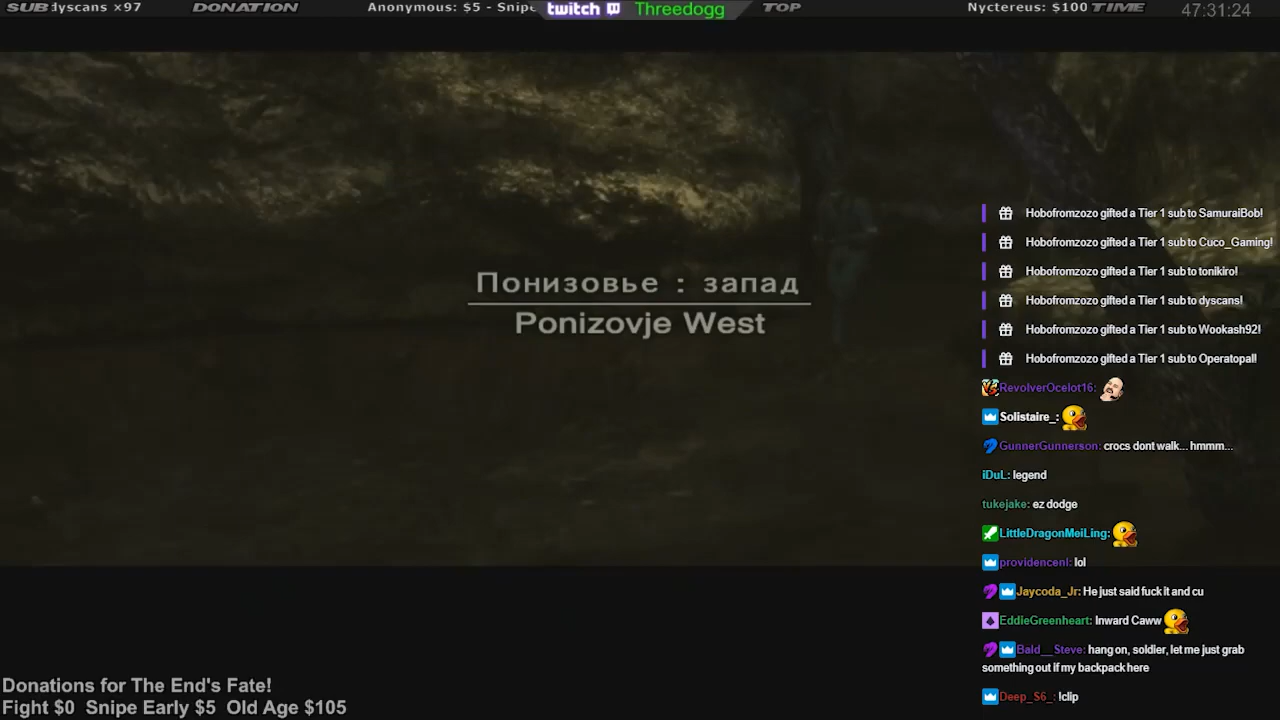 SUB dyscans ×97 DONATION Anonymous: $5 - Snipe twitch Threedogg TOP Nyctereus: $100 TIME 47:31:24
Понизовье : запад
Ponizovje West
Hobofromzozo gifted a Tier 1 sub to SamuraiBob!
Hobofromzozo gifted a Tier 1 sub to Cuco_Gaming!
Hobofromzozo gifted a Tier 1 sub to tonikiro!
Hobofromzozo gifted a Tier 1 sub to dyscans!
Hobofromzozo gifted a Tier 1 sub to Wookash92!
Hobofromzozo gifted a Tier 1 sub to Operatopal!
RevolverOcelot16:
Solistaire_:
GunnerGunnerson: crocs dont walk... hmmm...
iDuL: legend
tukejake: ez dodge
LittleDragonMeiLing:
providencenl: lol
Jaycoda_Jr: He just said fuck it and cu
EddieGreenheart: Inward Caww
Bald__Steve: hang on, soldier, let me just grab
something out if my backpack here
Deep_S6_: !clip
Donations for The End's Fate!
Fight $0 Snipe Early $5 Old Age $105